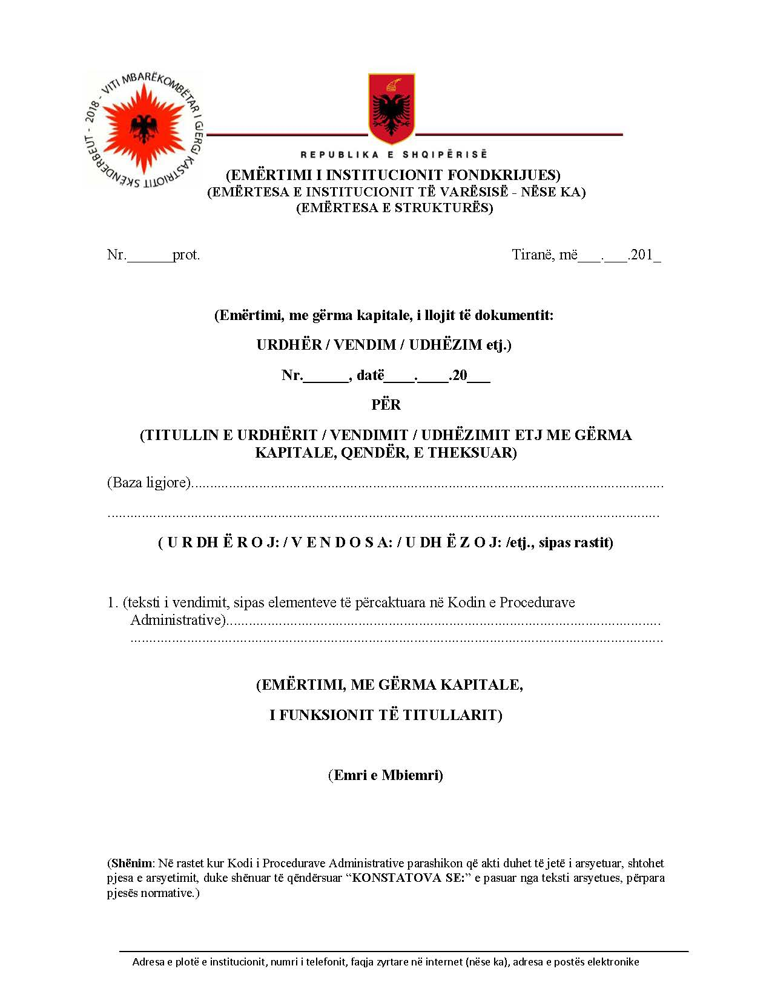 2018 - VITI MBARËKOMBËTAR I GJERGJ KASTRIOTIT SKËNDERBEUT -
REPUBLIKA E SHQIPËRISË
(EMËRTIMI I INSTITUCIONIT FONDKRIJUES)
(EMËRTESA E INSTITUCIONIT TË VARËSISË - NËSE KA)
(EMËRTESA E STRUKTURËS)
Nr.______prot. Tiranë, më___.___.201_
(Emërtimi, me gërma kapitale, i llojit të dokumentit:
URDHËR / VENDIM / UDHËZIM etj.)
Nr.______, datë____.____.20___
PËR
(TITULLIN E URDHËRIT / VENDIMIT / UDHËZIMIT ETJ ME GËRMA
KAPITALE, QENDËR, E THEKSUAR)
(Baza ligjore)............................................................................................................................
.................................................................................................................................................
( U R DH Ë R O J: / V E N D O S A: / U DH Ë Z O J: /etj., sipas rastit)
1. (teksti i vendimit, sipas elementeve të përcaktuara në Kodin e Procedurave
Administrative)..................................................................................................................
............................................................................................................................................
(EMËRTIMI, ME GËRMA KAPITALE,
I FUNKSIONIT TË TITULLARIT)
(Emri e Mbiemri)
(Shënim: Në rastet kur Kodi i Procedurave Administrative parashikon që akti duhet të jetë i arsyetuar, shtohet
pjesa e arsyetimit, duke shënuar të qëndërsuar “KONSTATOVA SE:” e pasuar nga teksti arsyetues, përpara
pjesës normative.)
Adresa e plotë e institucionit, numri i telefonit, faqja zyrtare në internet (nëse ka), adresa e postës elektronike